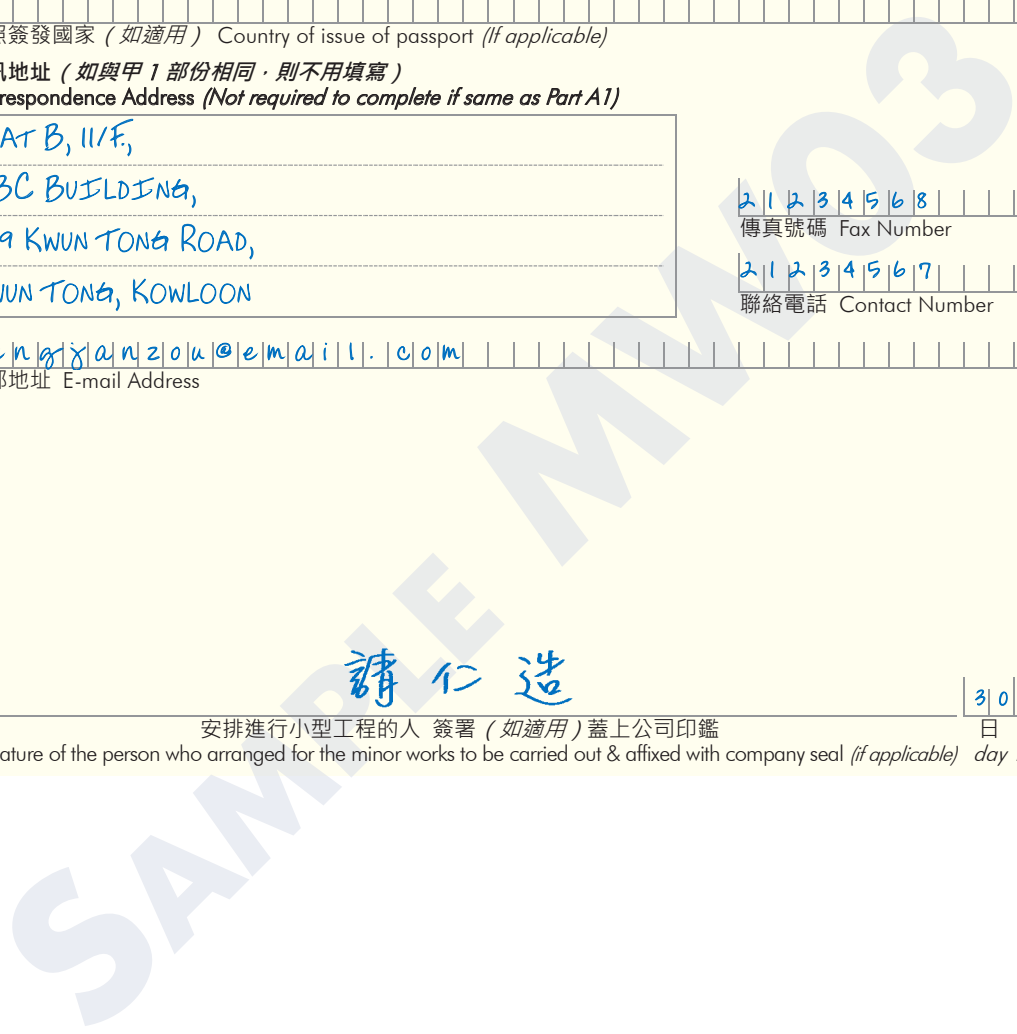 照簽發國家 ( 如適用 ) Country of issue of passport (If applicable)
訊地址 ( 如與甲 1 部份相同，則不用填寫 )
respondence Address (Not required to complete if same as Part A1)
AT B, 11/F.,
BC BUILDING,
9 KWUN TONG ROAD,
WUN TONG, KOWLOON
21234568
傳真號碼 Fax Number
21234567
聯絡電話 Contact Number
ngyanzou@email.com
郵地址 E-mail Address
請仁造
30
安排進行小型工程的人 簽署 ( 如適用 ) 蓋上公司印鑑
日
ature of the person who arranged for the minor works to be carried out & affixed with company seal (if applicable) day
SAMPLE MW03